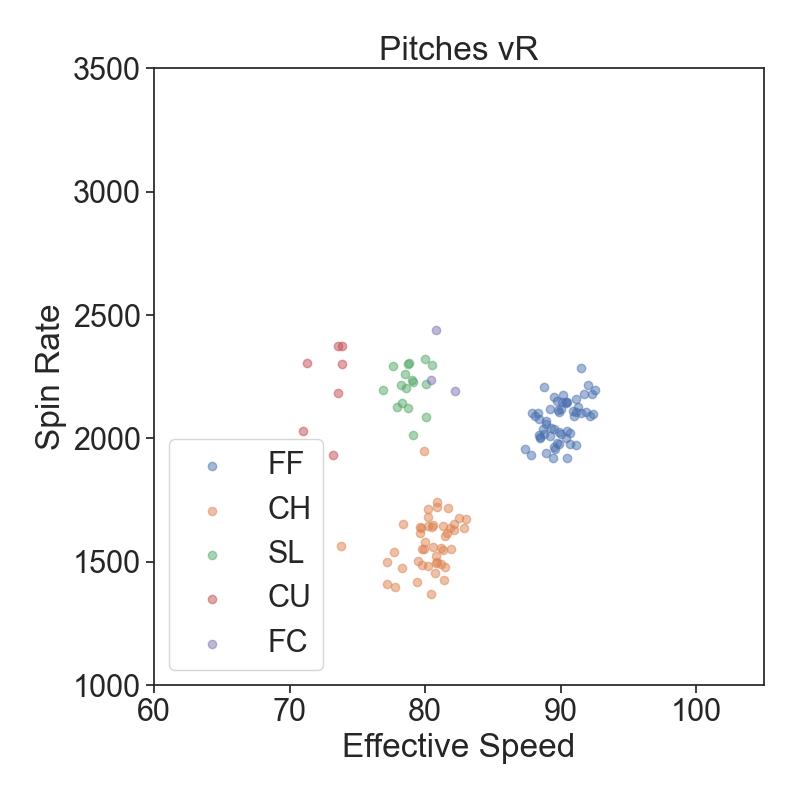 Pitches vR
3500
3000
2500
2000
1500
1000
Spin Rate
FF
CH
SL
CU
FC
60 70 80 90 100
Effective Speed